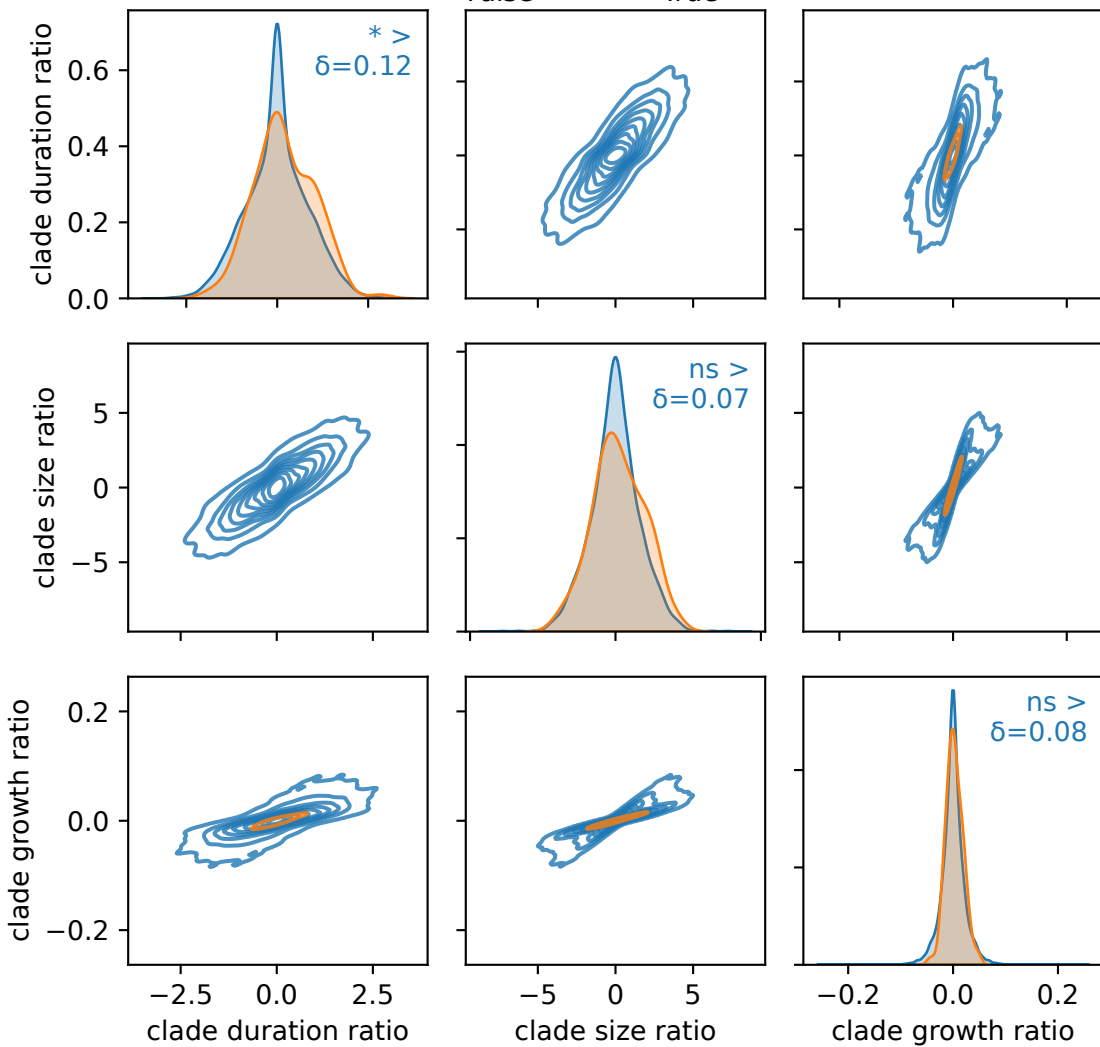 clade duration ratio
0.6
0.4
0.2
0.0
* >
δ=0.12
clade size ratio
5
0
−5
ns >
δ=0.07
clade growth ratio
0.2
0.0
−0.2
ns >
δ=0.08
−2.5 0.0 2.5
−5 0 5
−0.2 0.0 0.2
clade duration ratio
clade size ratio
clade growth ratio